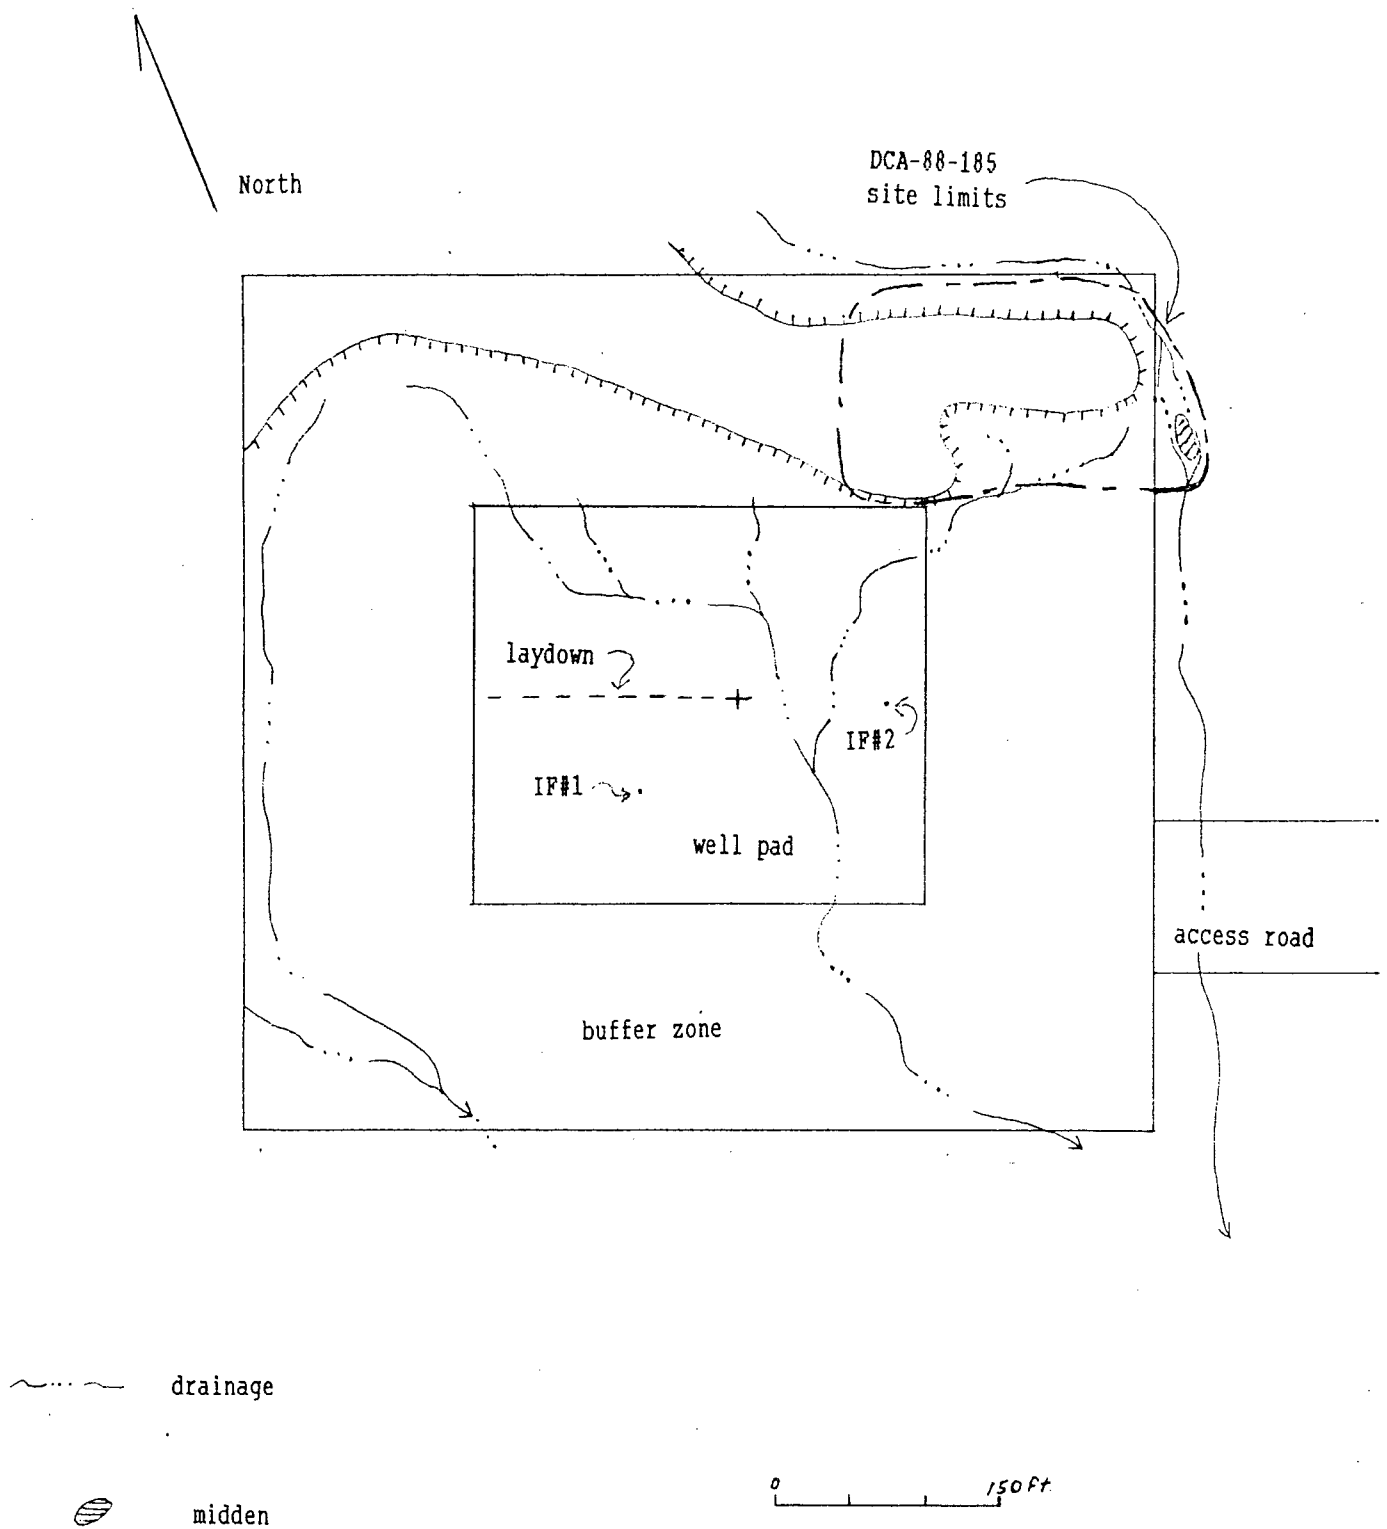 North
DCA-88-185
site limits
laydown
IF#2
IF#1
well pad
access road
buffer zone
drainage
0 150 ft.
midden